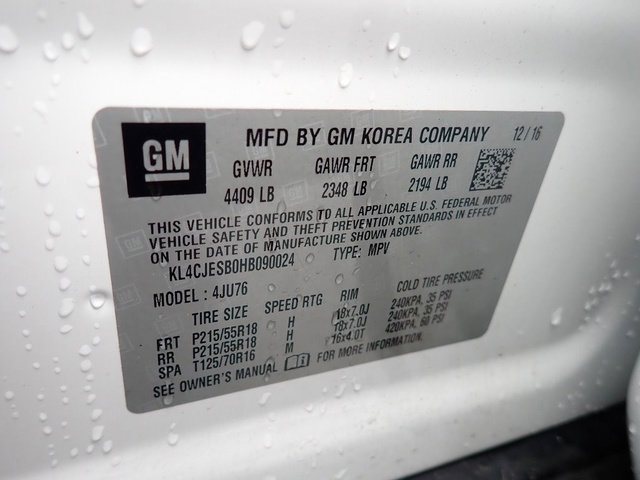 GM
MFD BY GM KOREA COMPANY 12/16
GVWR GAWR FRT GAWR RR
4409 LB 2348 LB 2194 LB
THIS VEHICLE CONFORMS TO ALL APPLICABLE U.S. FEDERAL MOTOR
VEHICLE SAFETY AND THEFT PREVENTION STANDARDS IN EFFECT
ON THE DATE OF MANUFACTURE SHOWN ABOVE.
KL4CJESB0HB090024 TYPE: MPV
MODEL : 4JU76
TIRE SIZE SPEED RTG RIM COLD TIRE PRESSURE
FRT P215/55R18 H 18x7.0J 240KPA, 35 PSI
RR P215/55R18 H 18x7.0J 240KPA, 35 PSI
SPA T125/70R16 M 16x4.0T 420KPA, 60 PSI
SEE OWNER'S MANUAL FOR MORE INFORMATION.